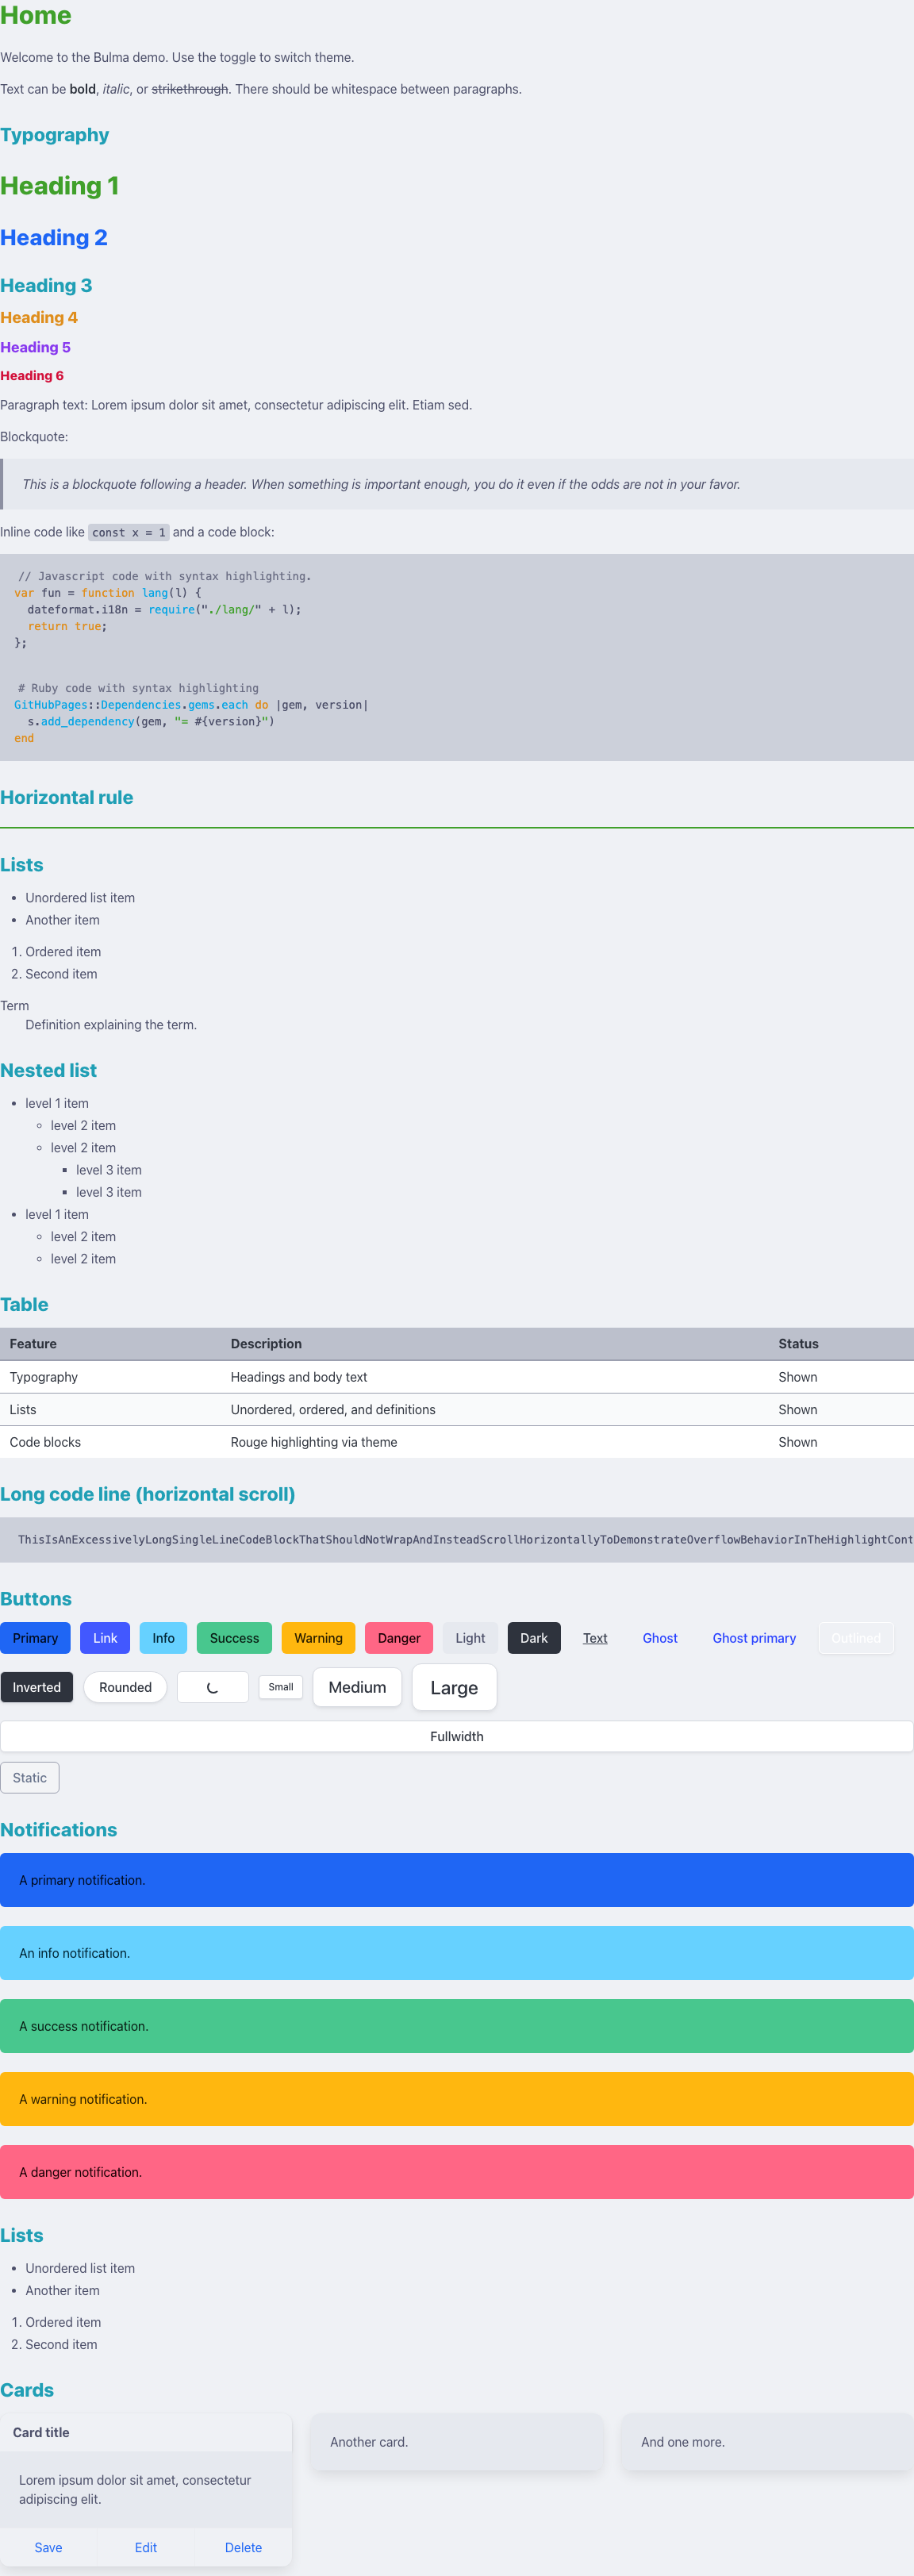 Home
Welcome to the Bulma demo. Use the toggle to switch theme.
Text can be bold, italic, or strikethrough. There should be whitespace between paragraphs.
Typography
Heading 1
Heading 2
Heading 3
Heading 4
Heading 5
Heading 6
Paragraph text: Lorem ipsum dolor sit amet, consectetur adipiscing elit. Etiam sed.
Blockquote:
This is a blockquote following a header. When something is important enough, you do it even if the odds are not in your favor.
Inline code like const x = 1 and a code block:
// Javascript code with syntax highlighting.
var fun = function lang(l) {
  dateformat.i18n = require("./lang/" + l);
  return true;
};
# Ruby code with syntax highlighting
GitHubPages::Dependencies.gems.each do |gem, version|
  s.add_dependency(gem, "= #{version}")
end
Horizontal rule
Lists
• Unordered list item
• Another item
1. Ordered item
2. Second item
Term
Definition explaining the term.
Nested list
• level 1 item
◦ level 2 item
◦ level 2 item
▪ level 3 item
▪ level 3 item
• level 1 item
◦ level 2 item
◦ level 2 item
Table
Feature Description Status
Typography Headings and body text Shown
Lists Unordered, ordered, and definitions Shown
Code blocks Rouge highlighting via theme Shown
Long code line (horizontal scroll)
ThisIsAnExcessivelyLongSingleLineCodeBlockThatShouldNotWrapAndInsteadScrollHorizontallyToDemonstrateOverflowBehaviorInTheHighlightCont
Buttons
Primary Link Info Success Warning Danger Light Dark Text Ghost Ghost primary Outlined
Inverted Rounded Small Medium Large
Fullwidth
Static
Notifications
A primary notification.
An info notification.
A success notification.
A warning notification.
A danger notification.
Lists
• Unordered list item
• Another item
1. Ordered item
2. Second item
Cards
Card title
Lorem ipsum dolor sit amet, consectetur
adipiscing elit.
Save Edit Delete
Another card.
And one more.